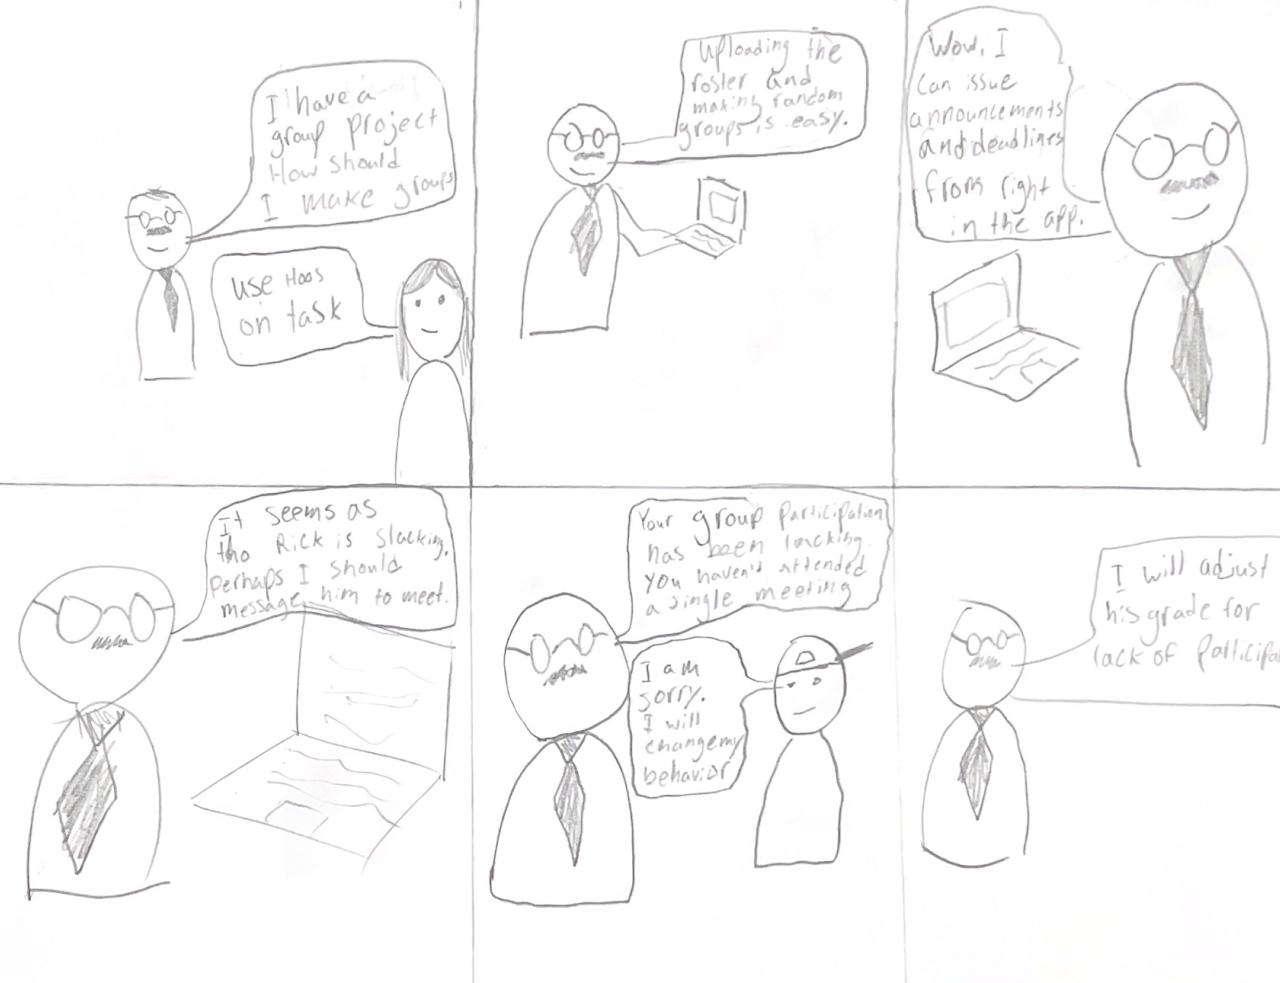 I have a
group project
How should
I make groups
use Hoos
on task
Uploading the
roster and
making random
groups is easy.
Wow, I
can issue
announcements
and deadlines
from right
in the app.
It seems as
tho Rick is slacking.
perhaps I should
message him to meet.
Your group participation
has been lacking.
you haven't attended
a single meeting
I am
sorry.
I will
change my
behavior
I will adjust
his grade for
lack of participa